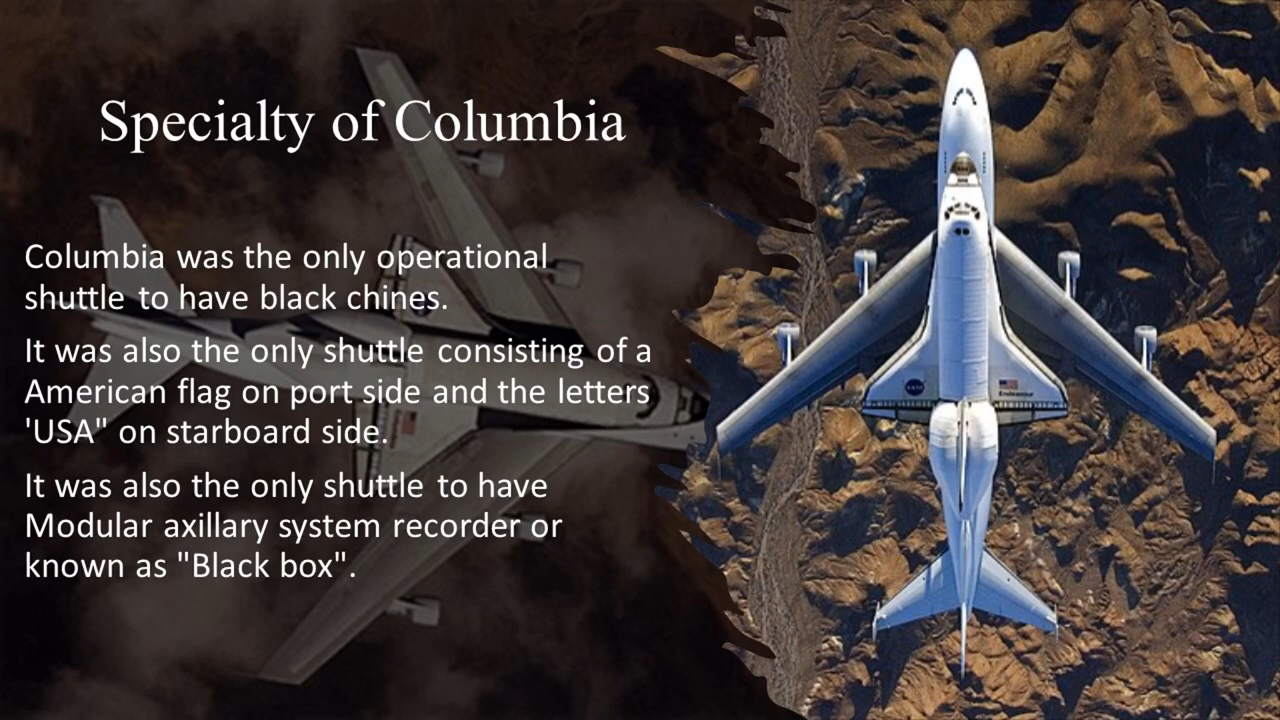 Specialty of Columbia
Columbia was the only operational
shuttle to have black chines.
It was also the only shuttle consisting of a
American flag on port side and the letters
'USA" on starboard side.
It was also the only shuttle to have
Modular axillary system recorder or
known as "Black box".
NASA
Endeavour